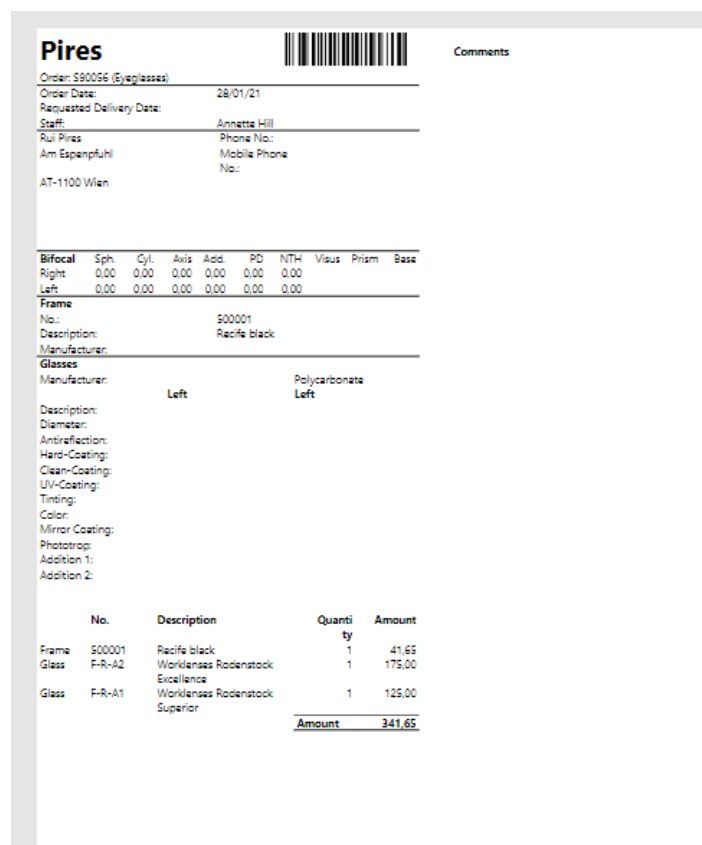 Pires
Comments
Order: S90056 (Eyeglasses)
Order Date: 28/01/21
Requested Delivery Date:
Staff: Annette Hill
Rui Pires Phone No.:
Am Espenpfuhl Mobile Phone
No.:
AT-1100 Wien
Bifocal Sph. Cyl. Axis Add. PD NTH Visus Prism Base
Right 0,00 0,00 0,00 0,00 0,00 0,00
Left 0,00 0,00 0,00 0,00 0,00 0,00
Frame
No.: 500001
Description: Recife black
Manufacturer:
Glasses
Manufacturer: Polycarbonate
Left Left
Description:
Diameter:
Antireflection:
Hard-Coating:
Clean-Coating:
UV-Coating:
Tinting:
Color:
Mirror Coating:
Phototrop:
Addition 1:
Addition 2:
No. Description Quanti Amount
ty
Frame 500001 Recife black 1 41,65
Glass F-R-A2 Worklenses Rodenstock 1 175,00
Excellence
Glass F-R-A1 Worklenses Rodenstock 1 125,00
Superior
Amount 341,65